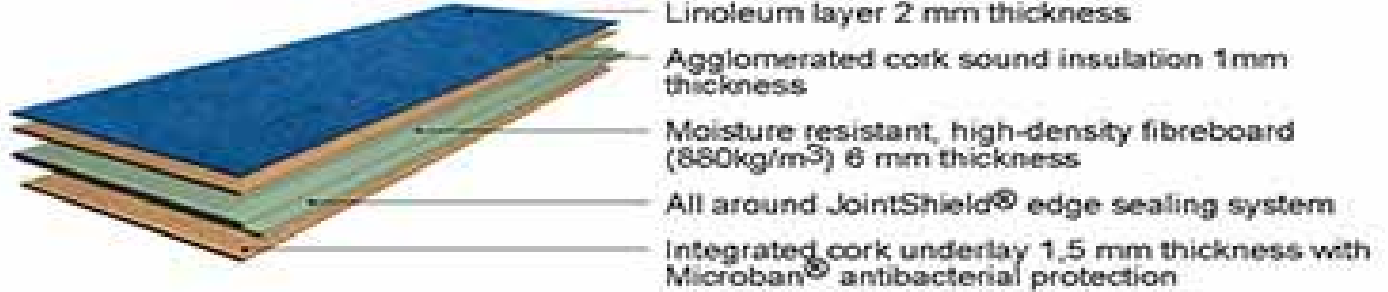 Linoleum layer 2 mm thickness
Agglomerated cork sound insulation 1mm
thickness
Moisture resistant, high-density fibreboard
(880kg/m³) 6 mm thickness
All around JointShield® edge sealing system
Integrated cork underlay 1,5 mm thickness with
Microban® antibacterial protection